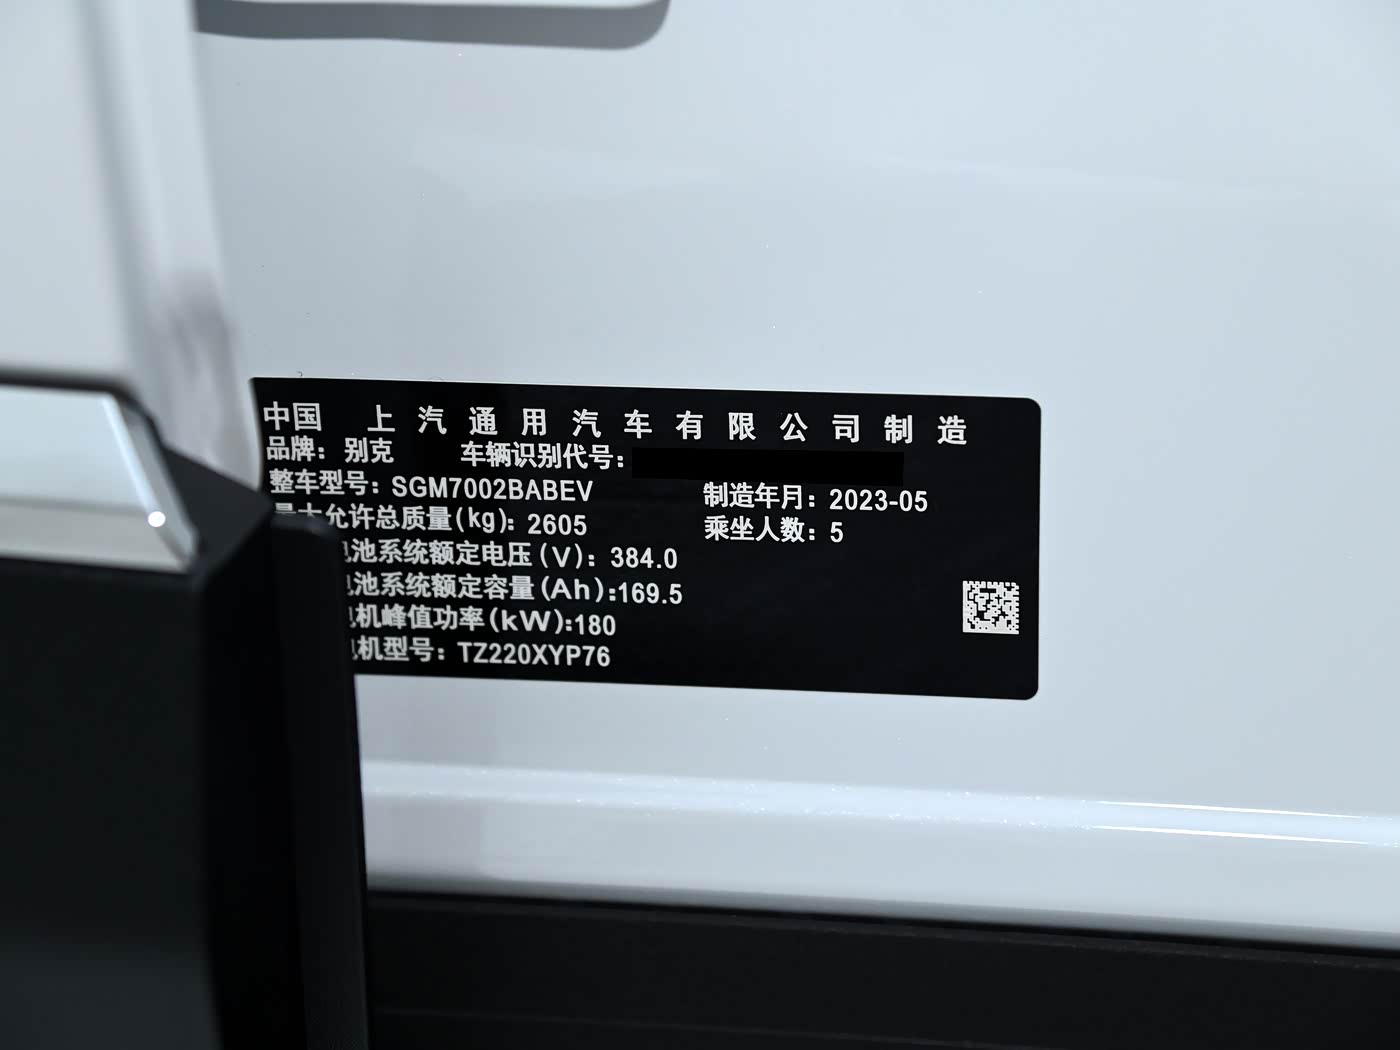 中国 上汽通用汽车有限公司制造
品牌：别克 车辆识别代号：
整车型号：SGM7002BABEV 制造年月：2023-05
最大允许总质量(kg)：2605 乘坐人数：5
池系统额定电压(V)：384.0
池系统额定容量(Ah):169.5
机峰值功率(kW):180
机型号：TZ220XYP76